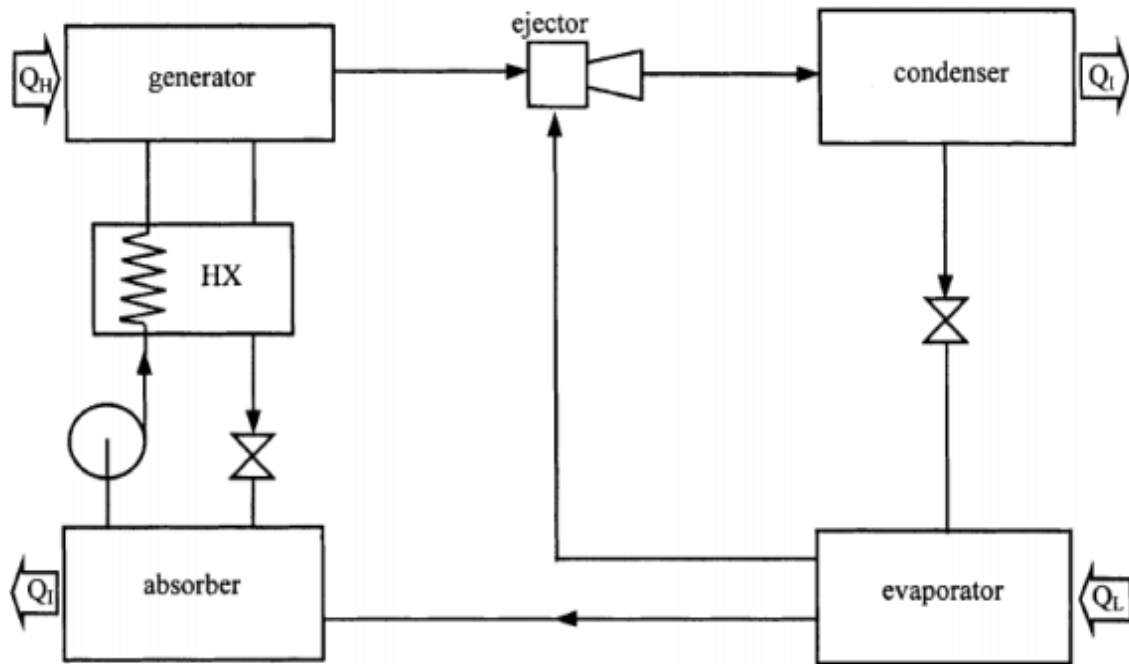 ejector
Q_H
generator
condenser
Q_I
HX
Q_I
absorber
evaporator
Q_L